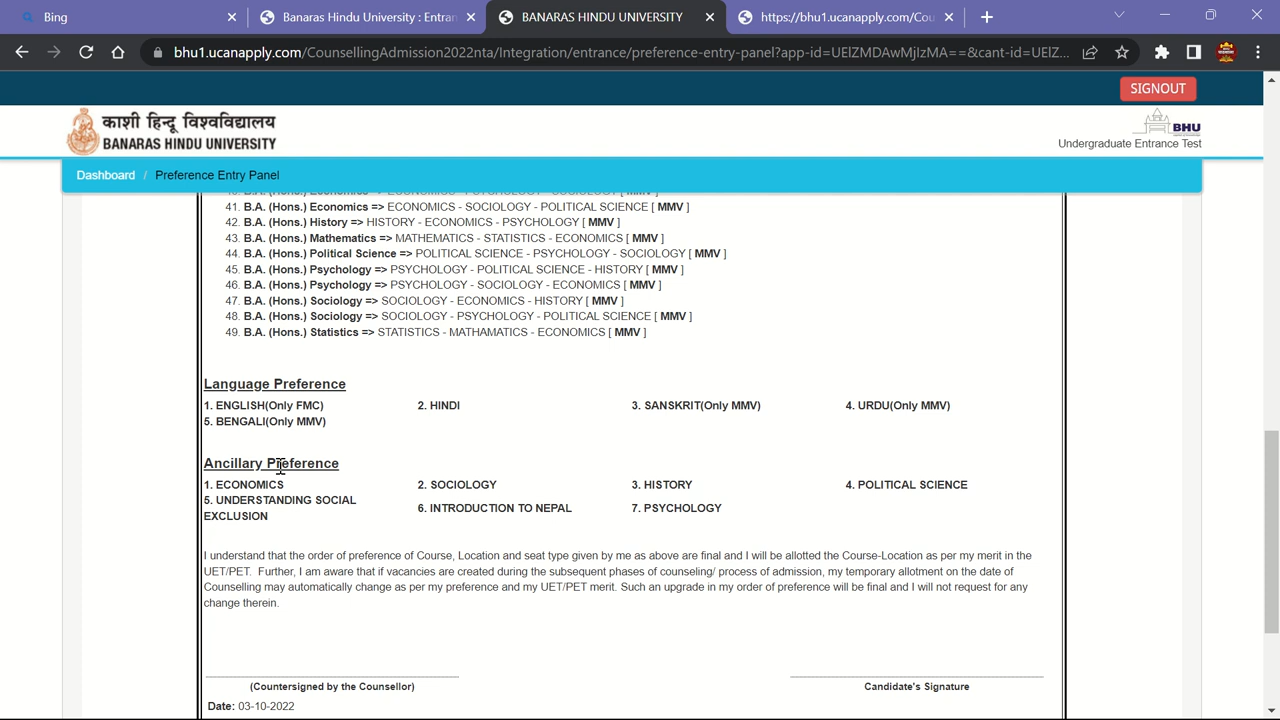 Bing
Banaras Hindu University : Entran
BANARAS HINDU UNIVERSITY
https://bhu1.ucanapply.com/Cou
bhu1.ucanapply.com/CounsellingAdmission2022nta/Integration/entrance/preference-entry-panel?app-id=UElZMDAwMjIzMA==&cant-id=UElZ...
SIGNOUT
काशी हिन्दू विश्वविद्यालय
BANARAS HINDU UNIVERSITY
BHU
Undergraduate Entrance Test
Dashboard / Preference Entry Panel
40. B.A. (Hons.) Economics => ECONOMICS - PSYCHOLOGY - SOCIOLOGY [ MMV ]
41. B.A. (Hons.) Economics => ECONOMICS - SOCIOLOGY - POLITICAL SCIENCE [ MMV ]
42. B.A. (Hons.) History => HISTORY - ECONOMICS - PSYCHOLOGY [ MMV ]
43. B.A. (Hons.) Mathematics => MATHEMATICS - STATISTICS - ECONOMICS [ MMV ]
44. B.A. (Hons.) Political Science => POLITICAL SCIENCE - PSYCHOLOGY - SOCIOLOGY [ MMV ]
45. B.A. (Hons.) Psychology => PSYCHOLOGY - POLITICAL SCIENCE - HISTORY [ MMV ]
46. B.A. (Hons.) Psychology => PSYCHOLOGY - SOCIOLOGY - ECONOMICS [ MMV ]
47. B.A. (Hons.) Sociology => SOCIOLOGY - ECONOMICS - HISTORY [ MMV ]
48. B.A. (Hons.) Sociology => SOCIOLOGY - PSYCHOLOGY - POLITICAL SCIENCE [ MMV ]
49. B.A. (Hons.) Statistics => STATISTICS - MATHAMATICS - ECONOMICS [ MMV ]
Language Preference
1. ENGLISH(Only FMC) 2. HINDI 3. SANSKRIT(Only MMV) 4. URDU(Only MMV)
5. BENGALI(Only MMV)
Ancillary Preference
1. ECONOMICS 2. SOCIOLOGY 3. HISTORY 4. POLITICAL SCIENCE
5. UNDERSTANDING SOCIAL
EXCLUSION 6. INTRODUCTION TO NEPAL 7. PSYCHOLOGY
I understand that the order of preference of Course, Location and seat type given by me as above are final and I will be allotted the Course-Location as per my merit in the
UET/PET. Further, I am aware that if vacancies are created during the subsequent phases of counseling/ process of admission, my temporary allotment on the date of
Counselling may automatically change as per my preference and my UET/PET merit. Such an upgrade in my order of preference will be final and I will not request for any
change therein.
(Countersigned by the Counsellor) Candidate's Signature
Date: 03-10-2022